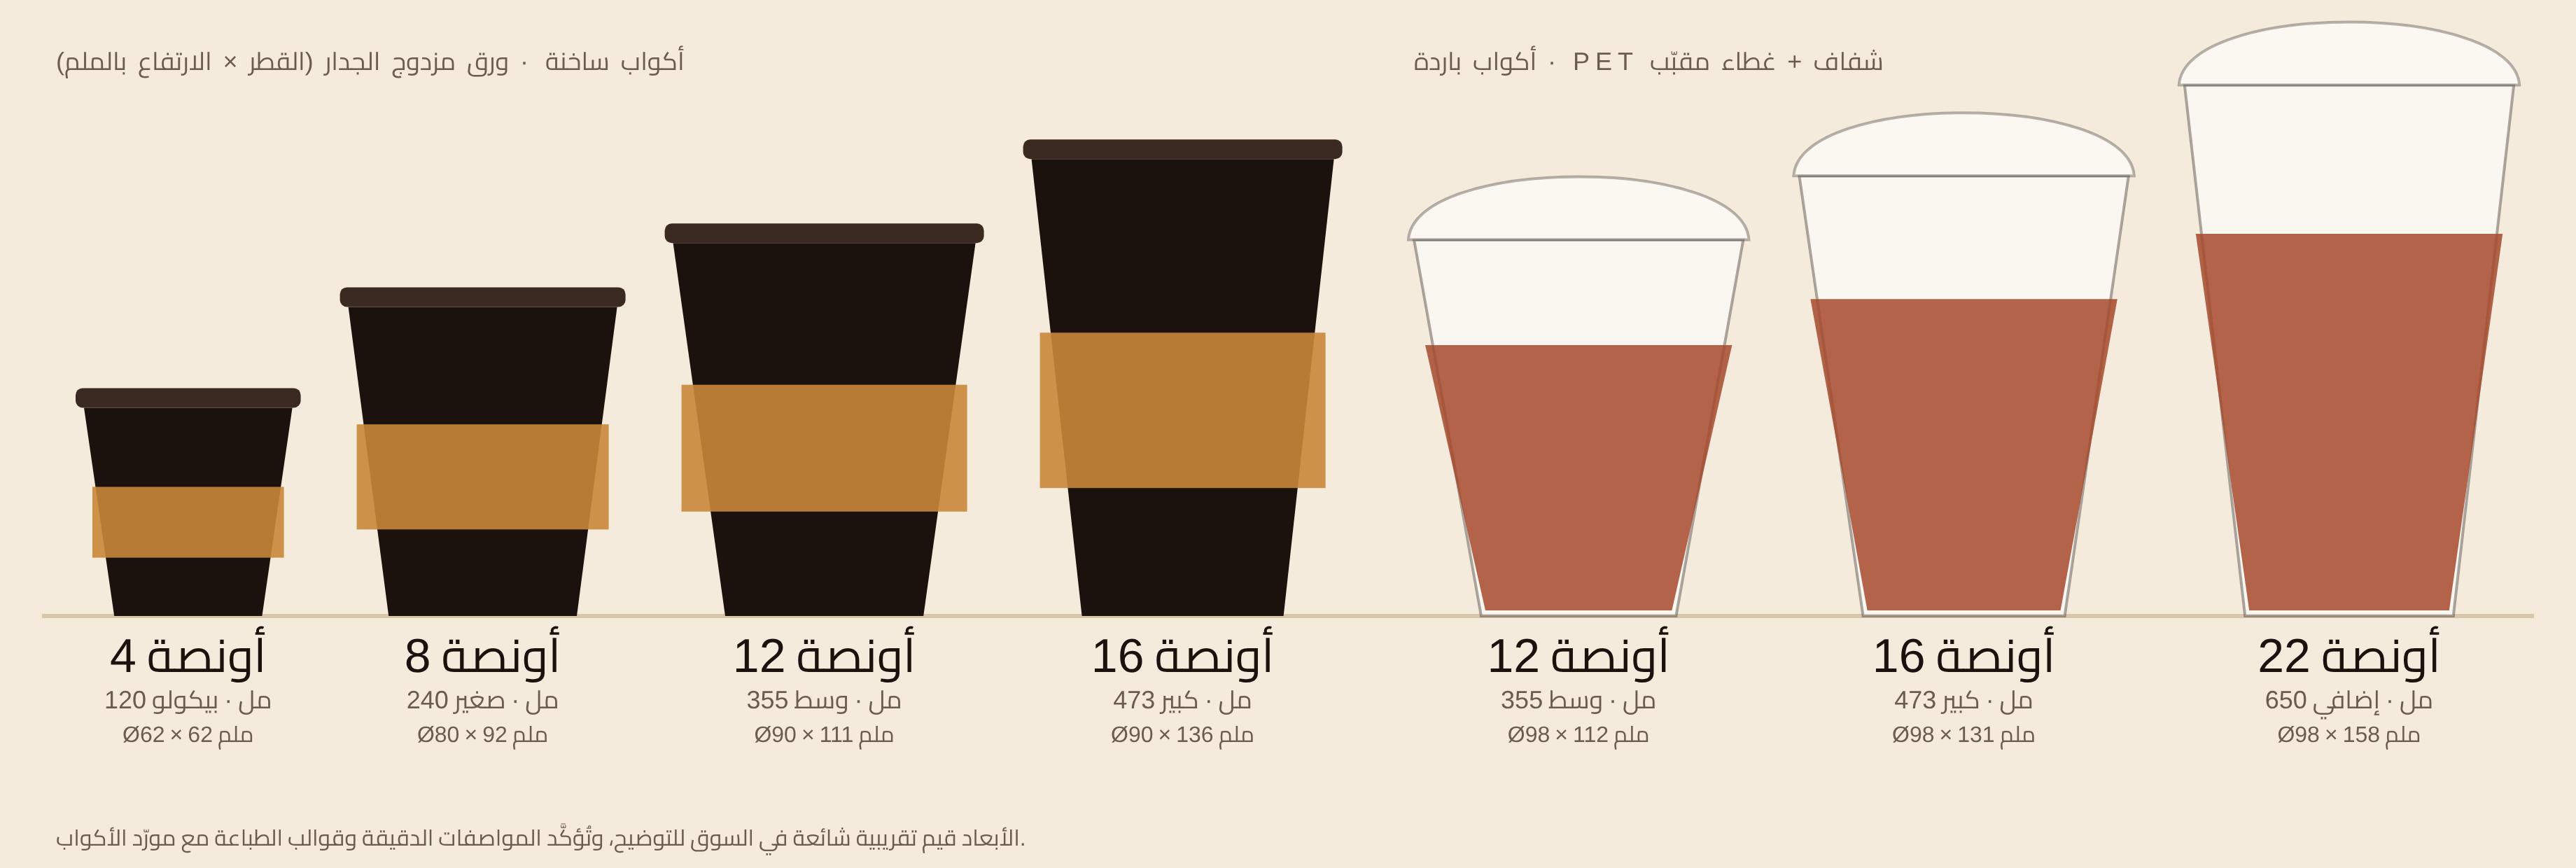 أكواب ساخنة · ورق مزدوج الجدار (القطر × الارتفاع بالملم)
أكواب باردة · PET شفاف + غطاء مقبّب
4 أونصة
120 مل · بيكولو
Ø62 × 62 ملم
8 أونصة
240 مل · صغير
Ø80 × 92 ملم
12 أونصة
355 مل · وسط
Ø90 × 111 ملم
16 أونصة
473 مل · كبير
Ø90 × 136 ملم
12 أونصة
355 مل · وسط
Ø98 × 112 ملم
16 أونصة
473 مل · كبير
Ø98 × 131 ملم
22 أونصة
650 مل · إضافي
Ø98 × 158 ملم
الأبعاد قيم تقريبية شائعة في السوق للتوضيح، وتُؤكَّد المواصفات الدقيقة وقوالب الطباعة مع مورّد الأكواب.